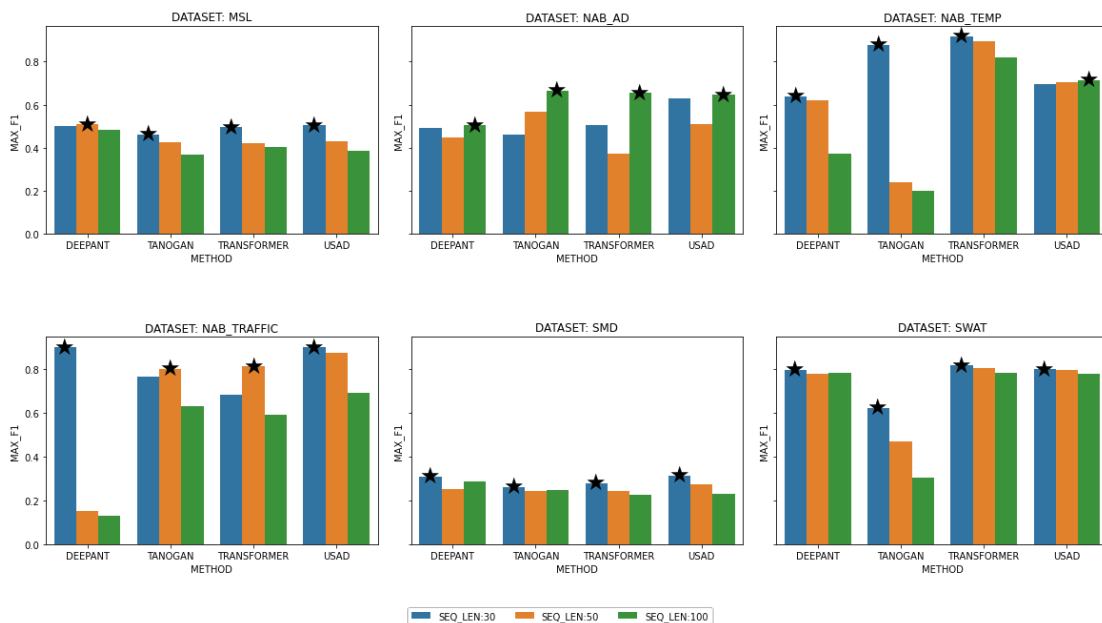 DATASET: MSL
DATASET: NAB_AD
DATASET: NAB_TEMP
MAX_F1
0.8
0.6
0.4
0.2
0.0
DEEPANT TANOGAN TRANSFORMER USAD
METHOD
MAX_F1
DEEPANT TANOGAN TRANSFORMER USAD
METHOD
MAX_F1
DEEPANT TANOGAN TRANSFORMER USAD
METHOD
DATASET: NAB_TRAFFIC
DATASET: SMD
DATASET: SWAT
MAX_F1
0.8
0.6
0.4
0.2
0.0
DEEPANT TANOGAN TRANSFORMER USAD
METHOD
MAX_F1
DEEPANT TANOGAN TRANSFORMER USAD
METHOD
MAX_F1
DEEPANT TANOGAN TRANSFORMER USAD
METHOD
SEQ_LEN:30 SEQ_LEN:50 SEQ_LEN:100